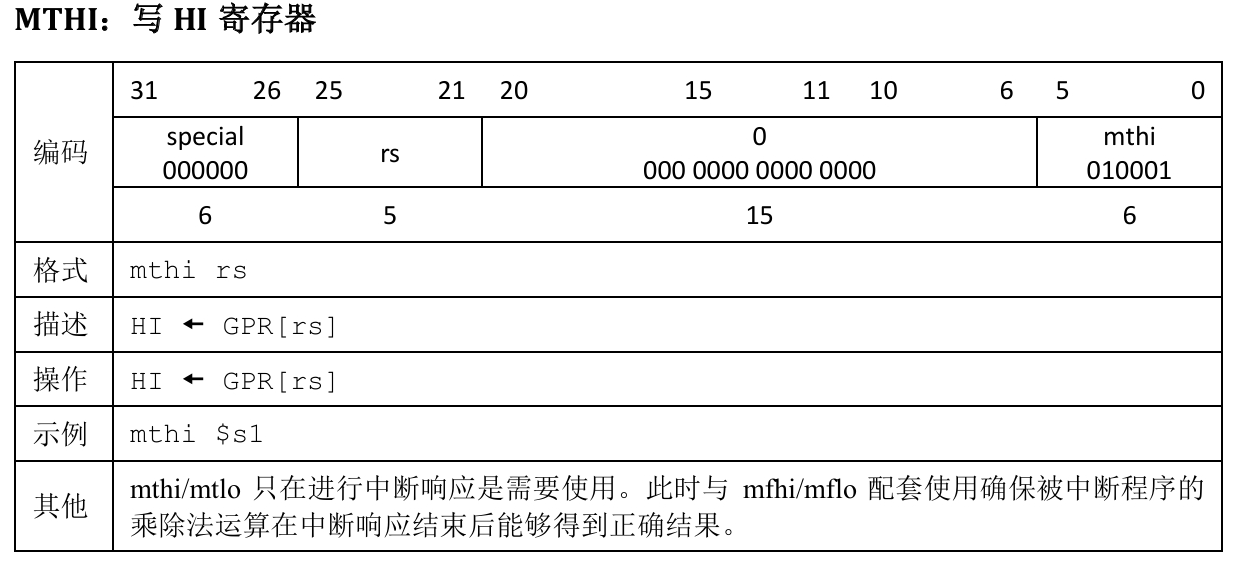 MTHI：写 HI 寄存器
31 26 25 21 20 15 11 10 6 5 0
编码
special 000000
rs
0 000 0000 0000 0000
mthi 010001
6 5 15 6
格式 mthi rs
描述 HI ← GPR[rs]
操作 HI ← GPR[rs]
示例 mthi $s1
其他
mthi/mtlo 只在进行中断响应是需要使用。此时与 mfhi/mflo 配套使用确保被中断程序的
乘除法运算在中断响应结束后能够得到正确结果。